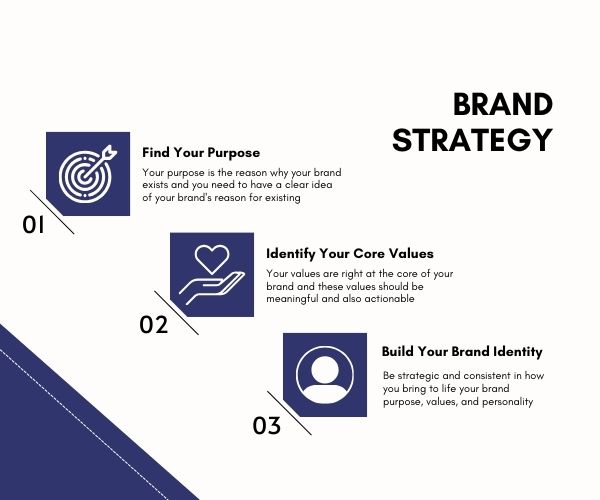 BRAND
STRATEGY
Find Your Purpose
Your purpose is the reason why your brand
exists and you need to have a clear idea
of your brand's reason for existing
01
Identify Your Core Values
Your values are right at the core of your
brand and these values should be
meaningful and also actionable
02
Build Your Brand Identity
Be strategic and consistent in how
you bring to life your brand
purpose, values, and personality
03